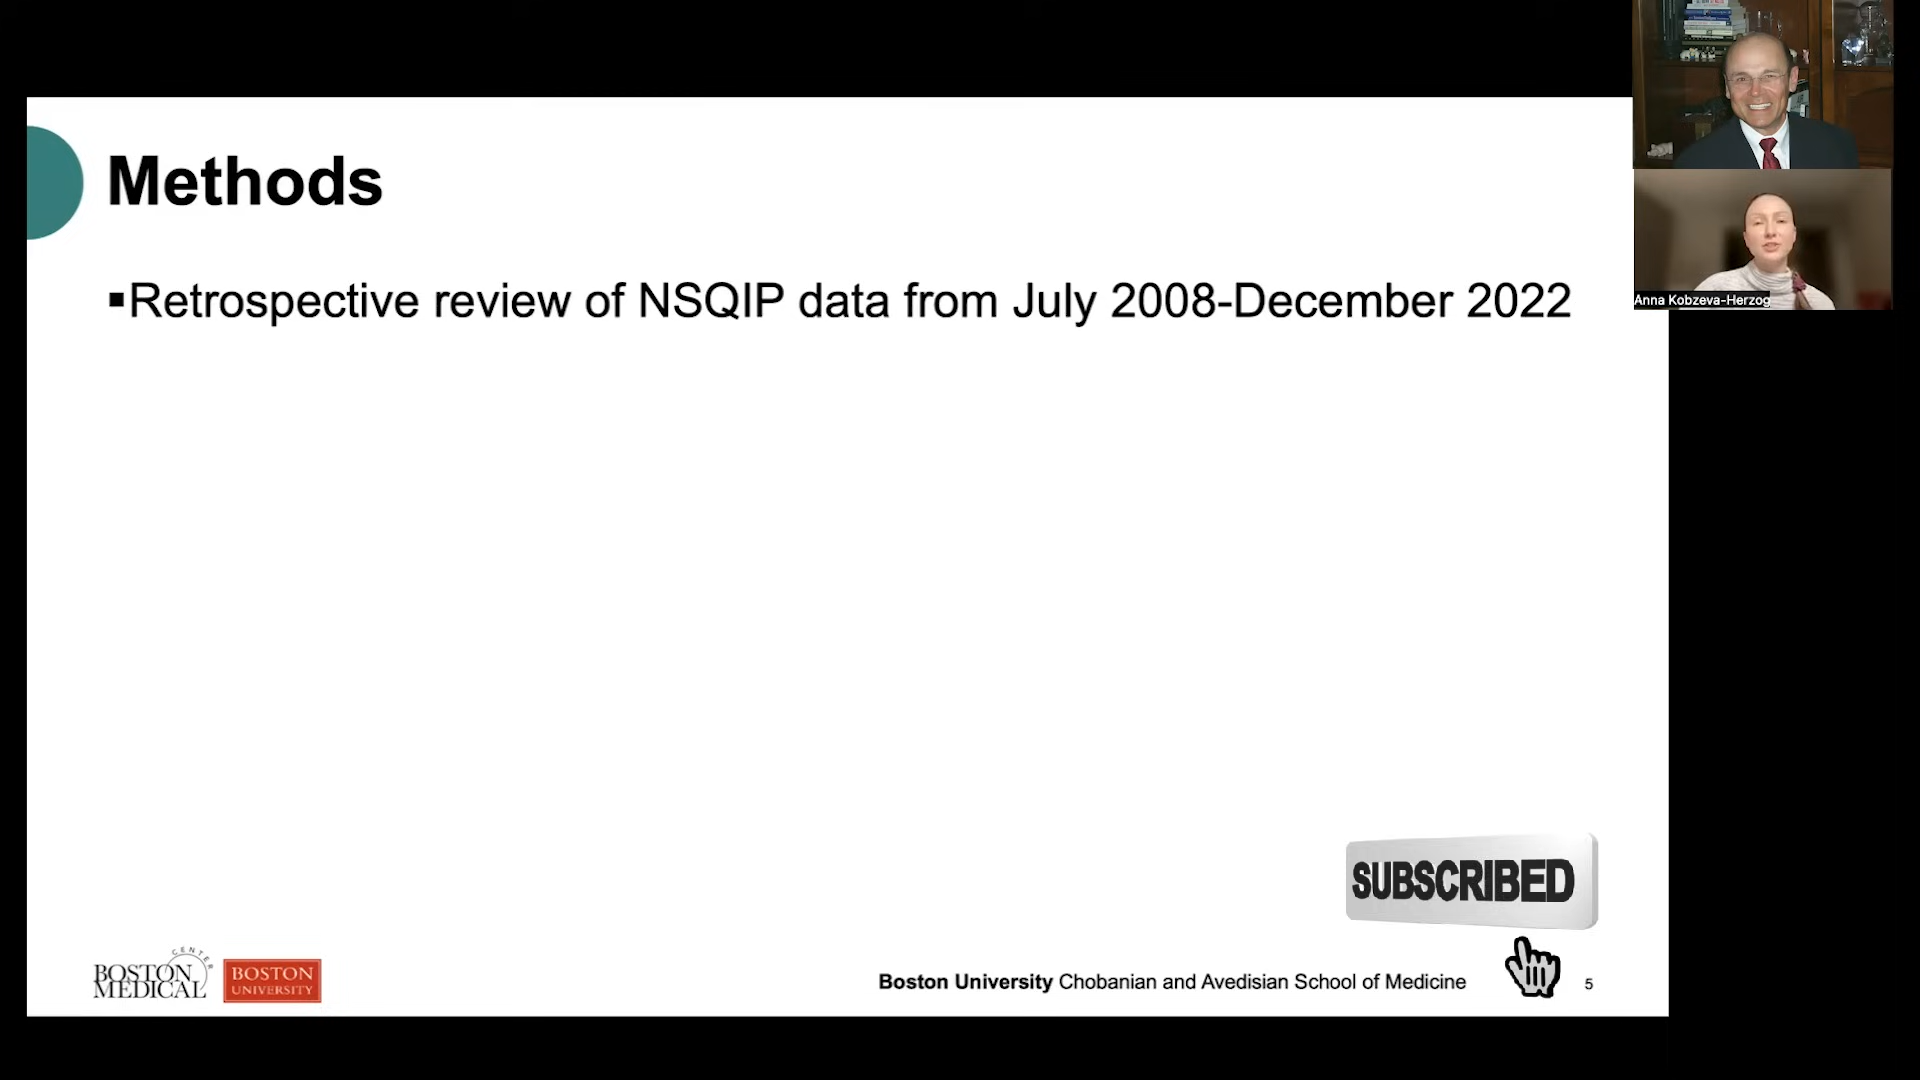 Methods
▪Retrospective review of NSQIP data from July 2008-December 2022
Anna Kobzeva-Herzog
SUBSCRIBED
CENTER
BOSTON
MEDICAL
BOSTON
UNIVERSITY
Boston University Chobanian and Avedisian School of Medicine
5